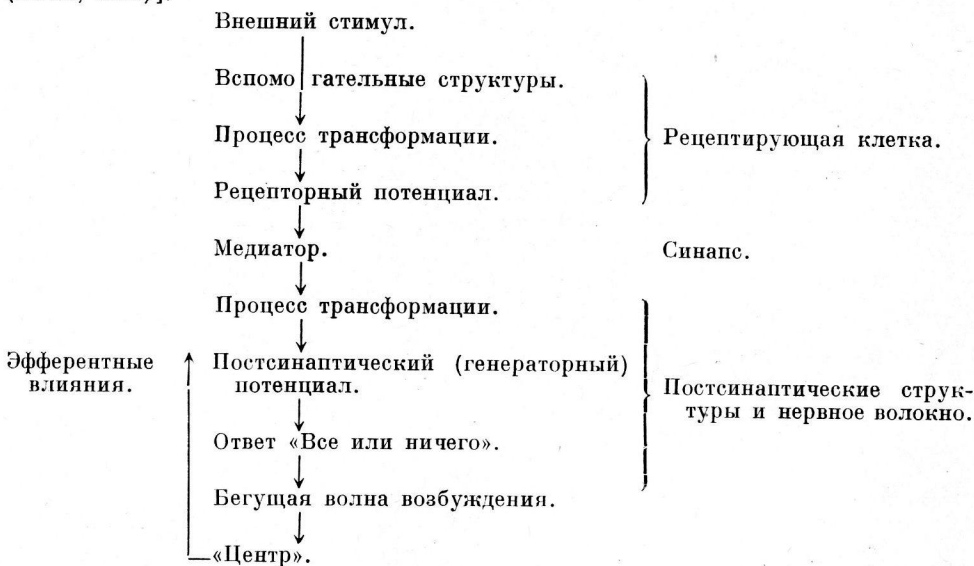 Внешний стимул.
Вспомогательные структуры.
Процесс трансформации.
Рецептирующая клетка.
Рецепторный потенциал.
Медиатор.
Синапс.
Процесс трансформации.
Эфферентные
влияния.
Постсинаптический (генераторный)
потенциал.
Постсинаптические струк-
туры и нервное волокно.
Ответ «Все или ничего».
Бегущая волна возбуждения.
«Центр».